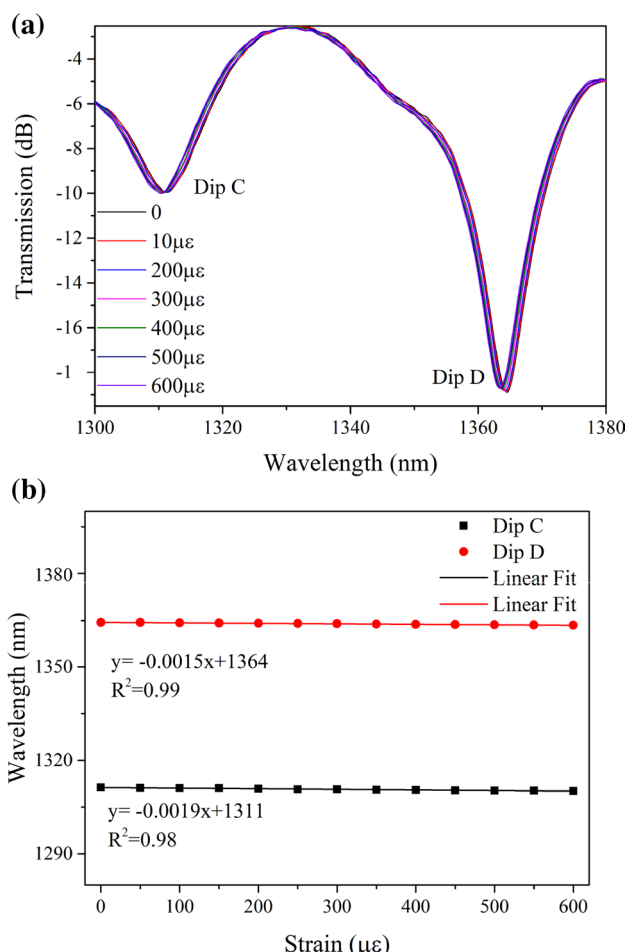 (a)
-4
-6
-8
-10
-12
-14
-16
-1
Transmission (dB)
Dip C
0
10με
200με
300με
400με
500με
600με
Dip D
1300 1320 1340 1360 1380
Wavelength (nm)
(b)
Dip C
Dip D
Linear Fit
Linear Fit
1380
1350
1320
1290
Wavelength (nm)
y= -0.0015x+1364
R²=0.99
y= -0.0019x+1311
R²=0.98
0 100 200 300 400 500 600
Strain (με)